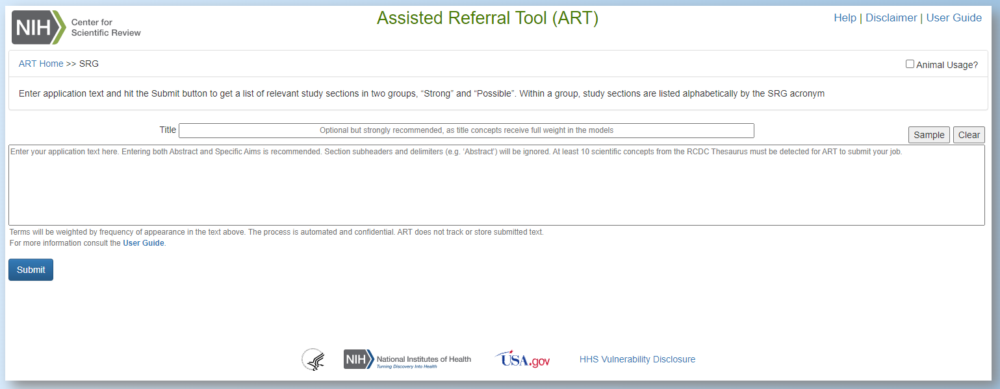 NIH Center for Scientific Review
Assisted Referral Tool (ART)
Help | Disclaimer | User Guide
ART Home >> SRG
Animal Usage?
Enter application text and hit the Submit button to get a list of relevant study sections in two groups, “Strong” and “Possible”. Within a group, study sections are listed alphabetically by the SRG acronym
Title Optional but strongly recommended, as title concepts receive full weight in the models
Sample Clear
Enter your application text here. Entering both Abstract and Specific Aims is recommended. Section subheaders and delimiters (e.g. ‘Abstract’) will be ignored. At least 10 scientific concepts from the RCDC Thesaurus must be detected for ART to submit your job.
Terms will be weighted by frequency of appearance in the text above. The process is automated and confidential. ART does not track or store submitted text.
For more information consult the User Guide.
Submit
NIH National Institutes of Health
Turning Discovery Into Health
USA.gov
HHS Vulnerability Disclosure